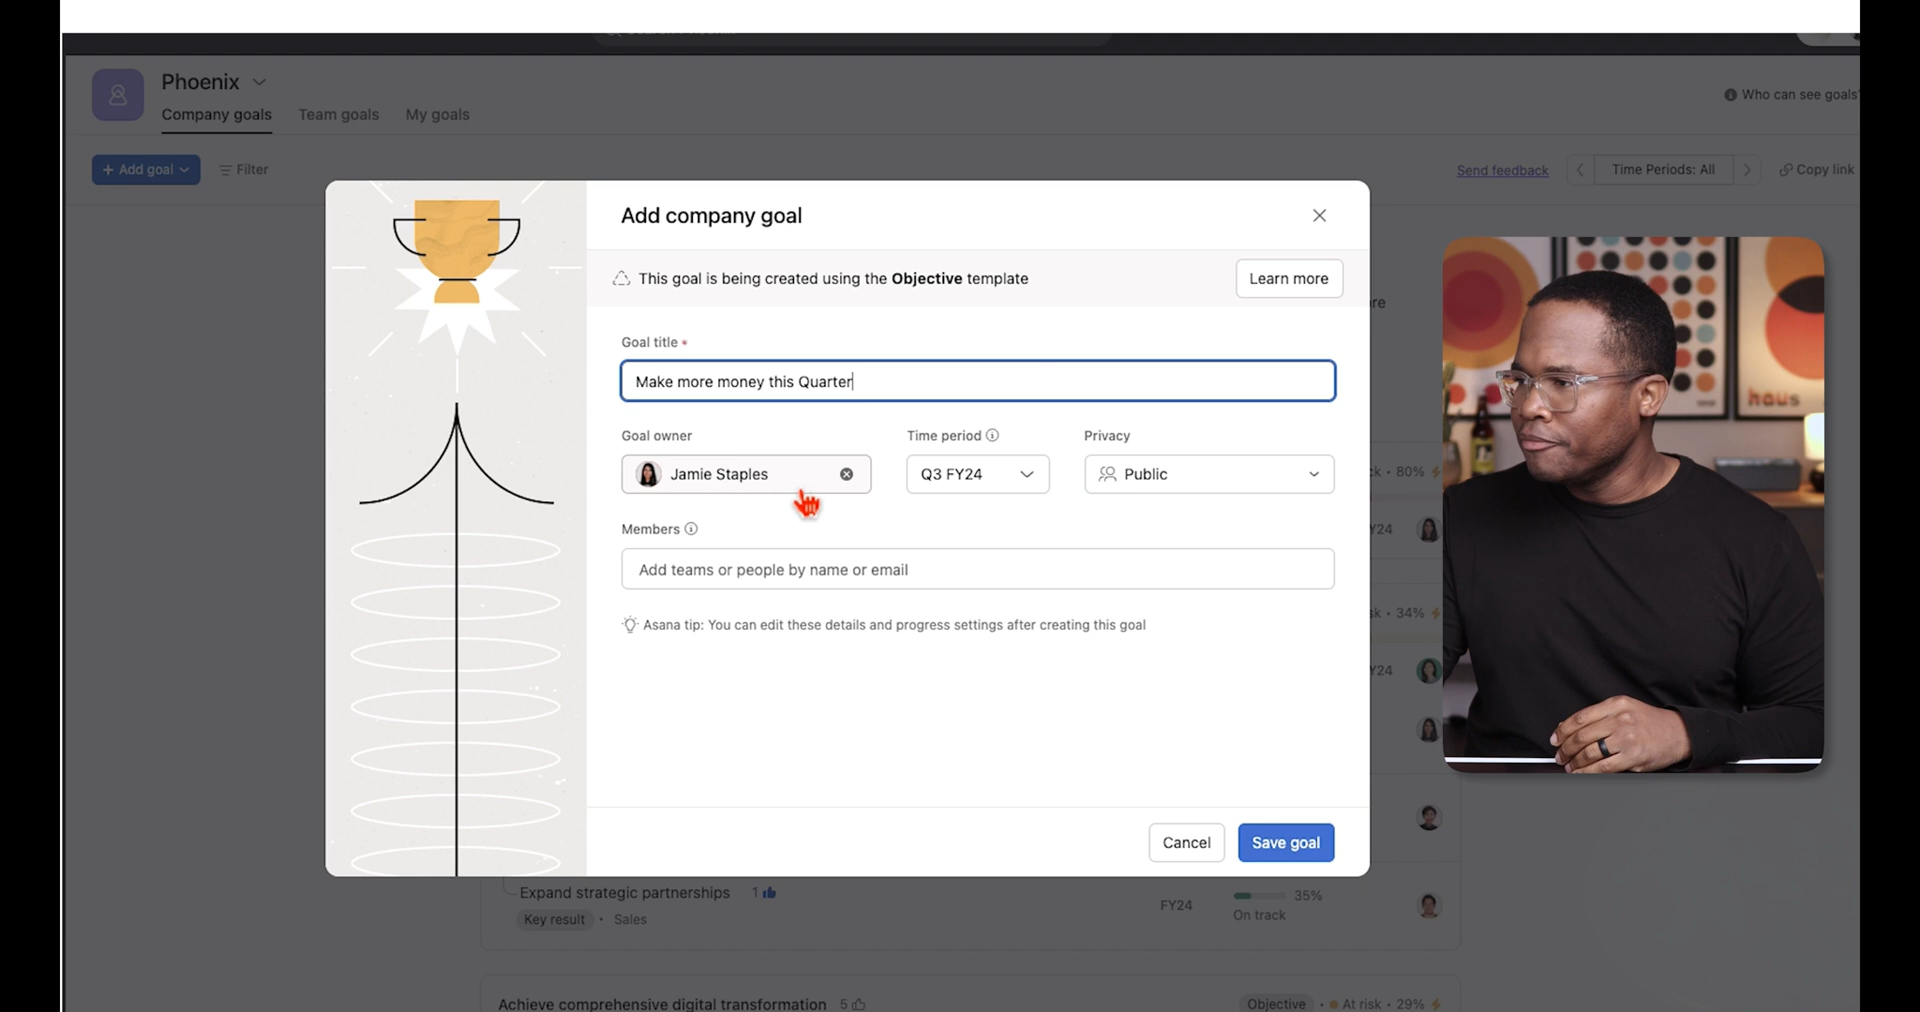 Phoenix
Company goals Team goals My goals
Who can see goals?
+ Add goal Filter
Send feedback Time Periods: All Copy link
Add company goal
This goal is being created using the Objective template Learn more
Goal title *
Make more money this Quarter
Goal owner Time period Privacy
Jamie Staples Q3 FY24 Public
Members
Add teams or people by name or email
Asana tip: You can edit these details and progress settings after creating this goal
Cancel Save goal
haus
80%
34%
Expand strategic partnerships 1
Key result • Sales
FY24 35%
On track
Achieve comprehensive digital transformation 5
Objective • At risk • 29%